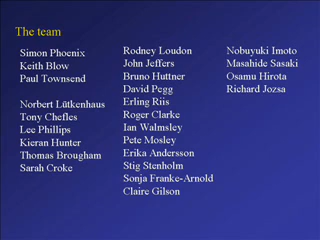 The team
Simon Phoenix
Keith Blow
Paul Townsend
Norbert Lütkenhaus
Tony Chefles
Lee Phillips
Kieran Hunter
Thomas Brougham
Sarah Croke
Rodney Loudon
John Jeffers
Bruno Huttner
David Pegg
Erling Riis
Roger Clarke
Ian Walmsley
Pete Mosley
Erika Andersson
Stig Stenholm
Sonja Franke-Arnold
Claire Gilson
Nobuyuki Imoto
Masahide Sasaki
Osamu Hirota
Richard Jozsa